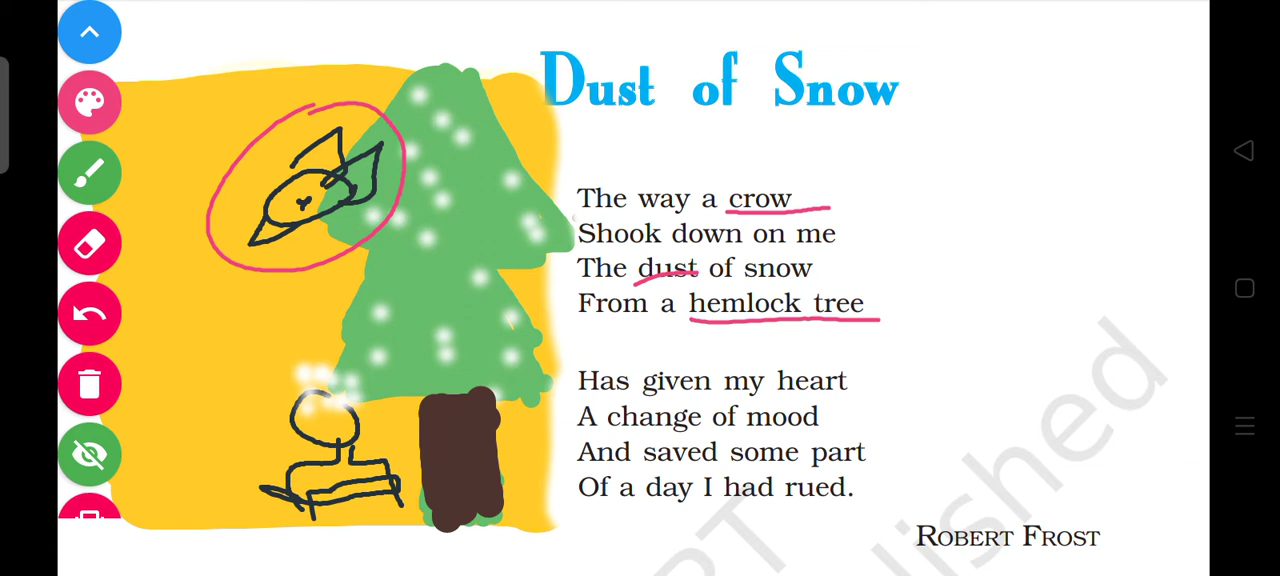 Dust of Snow
The way a crow
Shook down on me
The dust of snow
From a hemlock tree
Has given my heart
A change of mood
And saved some part
Of a day I had rued.
ROBERT FROST
lished